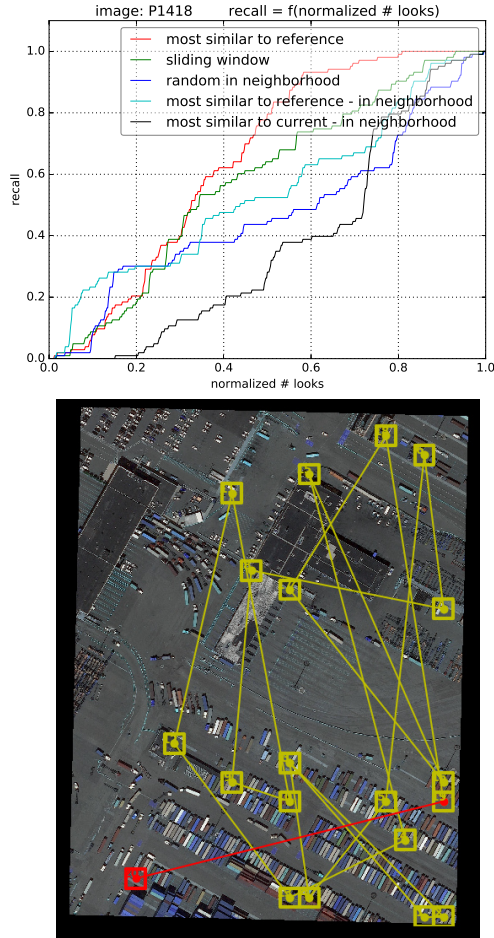 image: P1418 recall = f(normalized # looks)
most similar to reference
sliding window
random in neighborhood
most similar to reference - in neighborhood
most similar to current - in neighborhood
recall
1.0
0.8
0.6
0.4
0.2
0.0
0.0 0.2 0.4 0.6 0.8 1.0
normalized # looks